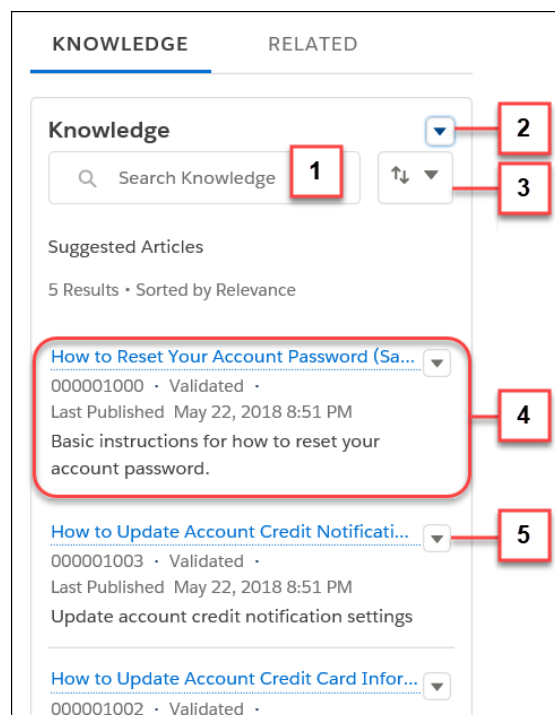 KNOWLEDGE RELATED
Knowledge 2
Search Knowledge 1
3
Suggested Articles
5 Results • Sorted by Relevance
How to Reset Your Account Password (Sa...
000001000 · Validated ·
Last Published May 22, 2018 8:51 PM
4
Basic instructions for how to reset your
account password.
How to Update Account Credit Notificati... 5
000001003 · Validated ·
Last Published May 22, 2018 8:51 PM
Update account credit notification settings
How to Update Account Credit Card Infor...
000001002 · Validated ·